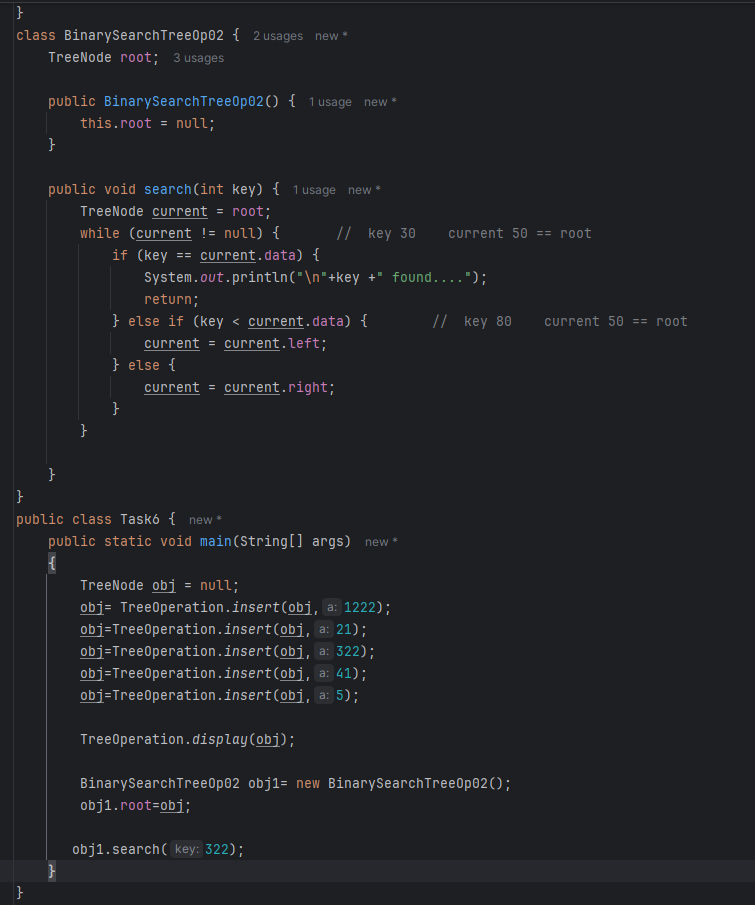 }
class BinarySearchTreeOp02 {  2 usages   new *
    TreeNode root;  3 usages
    public BinarySearchTreeOp02() {  1 usage   new *
        this.root = null;
    }
    public void search(int key) {  1 usage   new *
        TreeNode current = root;
        while (current != null) {       //  key 30    current 50 == root
            if (key == current.data) {
                System.out.println("\n"+key +" found....");
                return;
            } else if (key < current.data) {        //  key 80    current 50 == root
                current = current.left;
            } else {
                current = current.right;
            }
        }
    }
}
public class Task6 {  new *
    public static void main(String[] args)  new *
    {
        TreeNode obj = null;
        obj= TreeOperation.insert(obj, a: 1222);
        obj=TreeOperation.insert(obj, a: 21);
        obj=TreeOperation.insert(obj, a: 322);
        obj=TreeOperation.insert(obj, a: 41);
        obj=TreeOperation.insert(obj, a: 5);
        TreeOperation.display(obj);
        BinarySearchTreeOp02 obj1= new BinarySearchTreeOp02();
        obj1.root=obj;
       obj1.search( key: 322);
    }
}